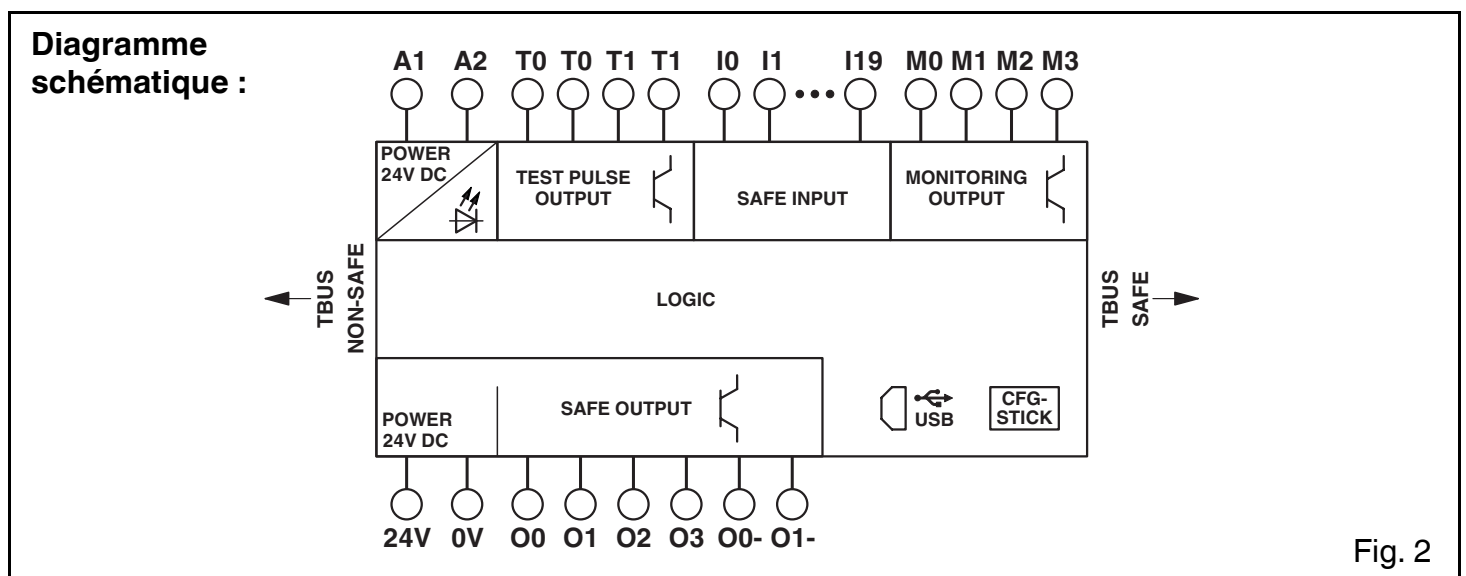 Diagramme
schématique :
A1 A2 T0 T0 T1 T1 I0 I1 ••• I19 M0 M1 M2 M3
POWER
24V DC
TEST PULSE
OUTPUT
SAFE INPUT
MONITORING
OUTPUT
TBUS
NON-SAFE
LOGIC
TBUS
SAFE
POWER
24V DC
SAFE OUTPUT
USB
CFG-
STICK
24V 0V O0 O1 O2 O3 O0- O1-
Fig. 2